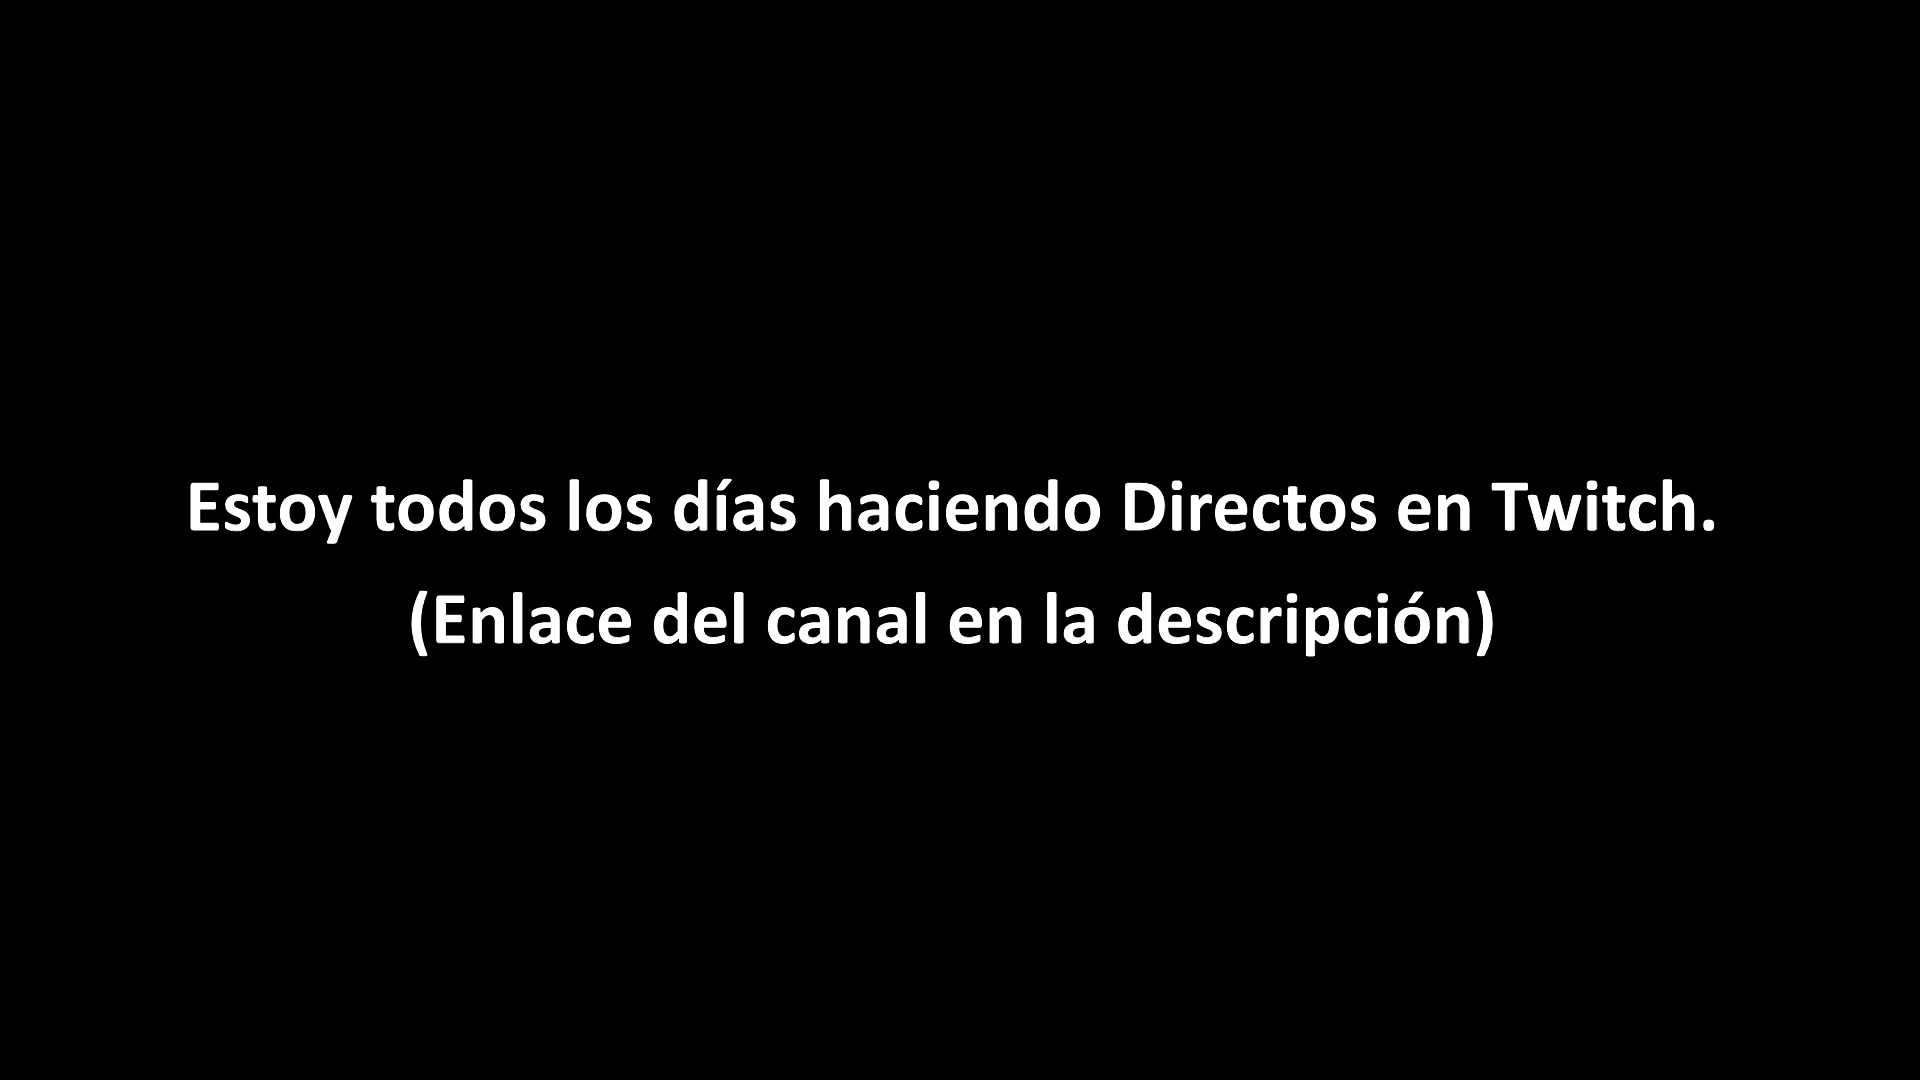 Estoy todos los días haciendo Directos en Twitch.
(Enlace del canal en la descripción)